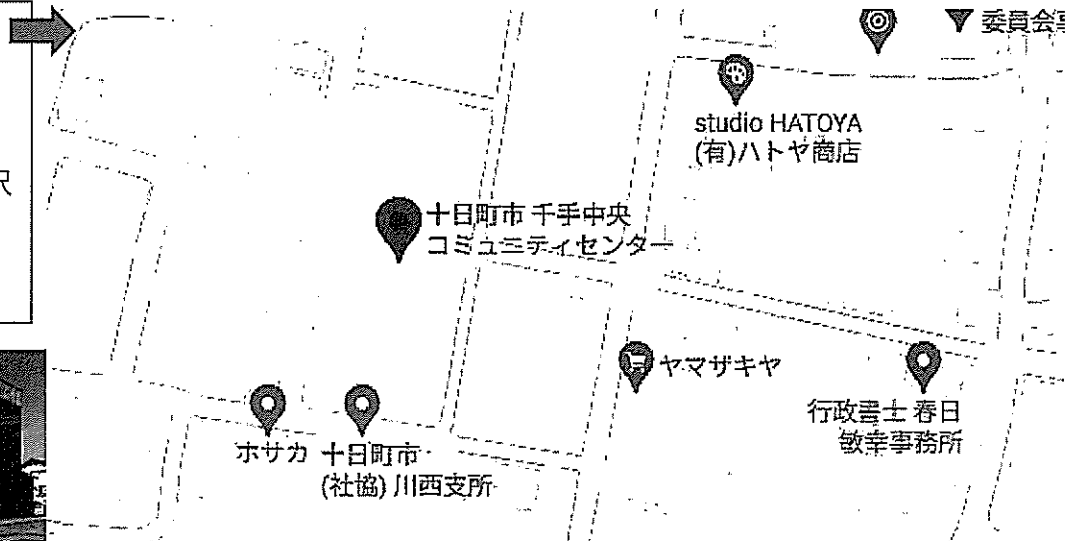 委員会事
studio HATOYA
(有)ハトヤ商店
沢
十日町市 千手中央
コミュニティセンター
ヤマザキヤ
行政書士 春日
敏幸事務所
ホサカ
十日町市
(社協) 川西支所